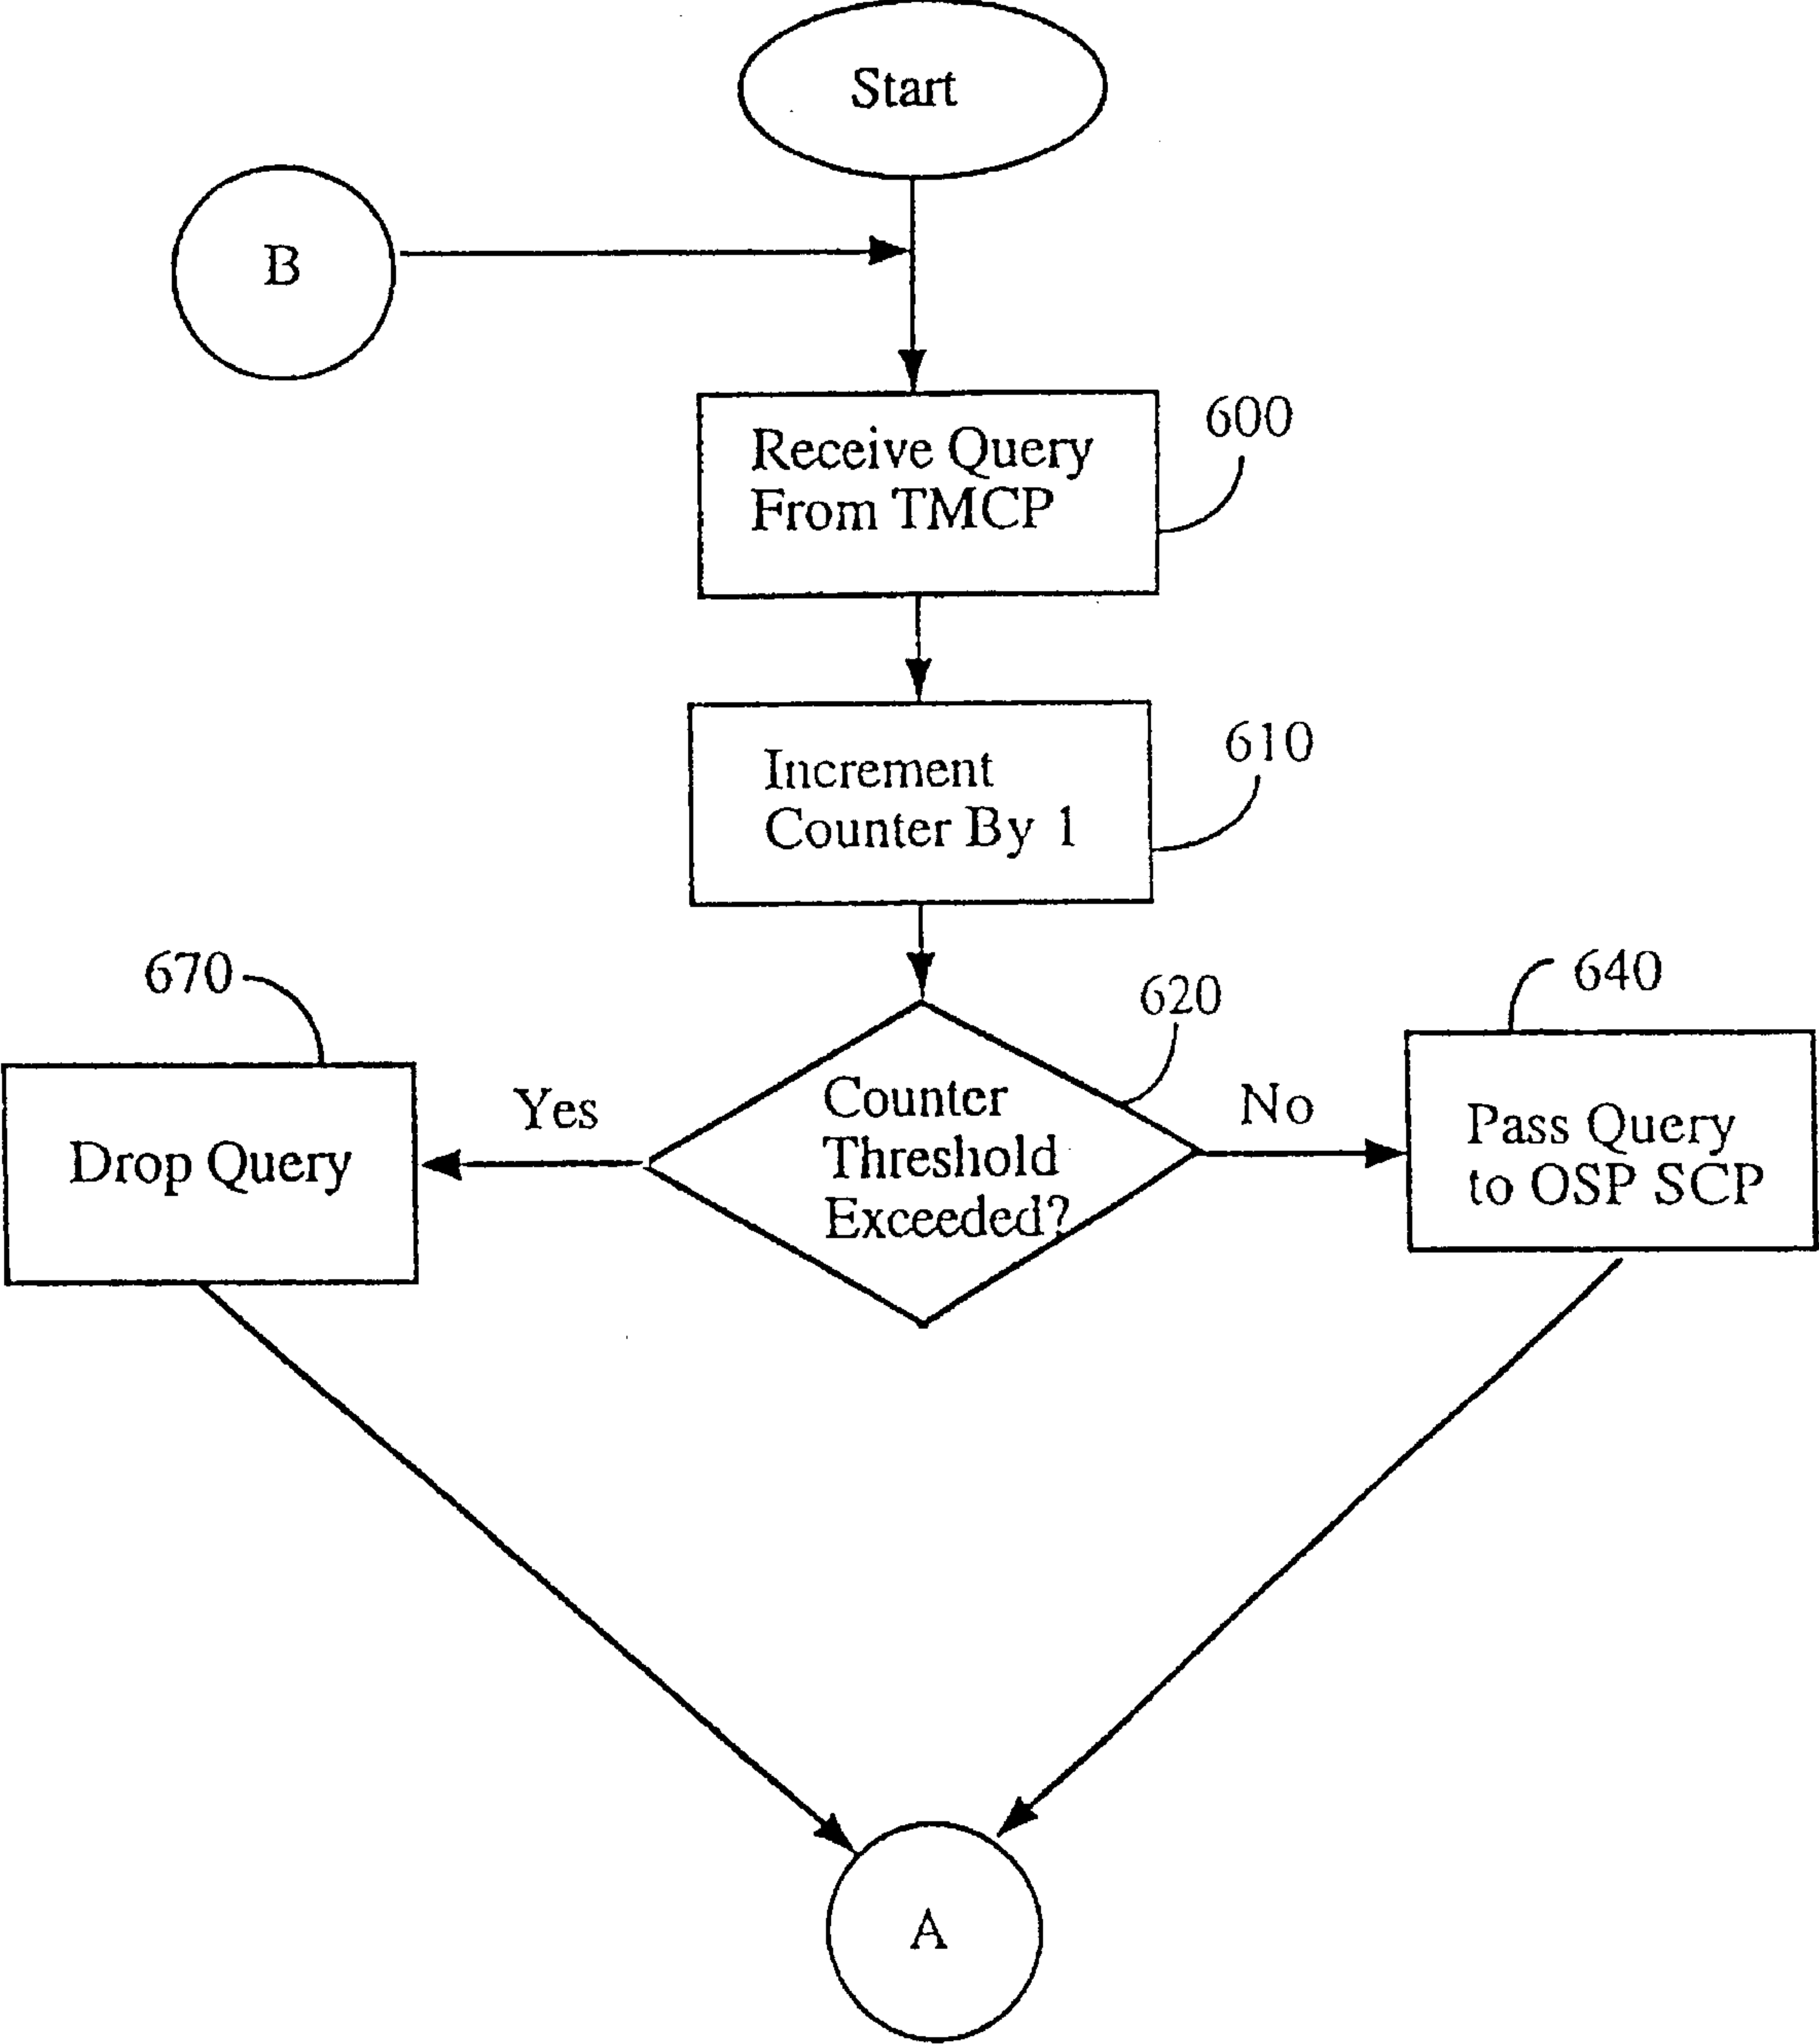 Start
B
Receive Query
From TMCP
600
Increment
Counter By 1
610
670
620
640
Drop Query
Yes
Counter
Threshold
Exceeded?
No
Pass Query
to OSP SCP
A